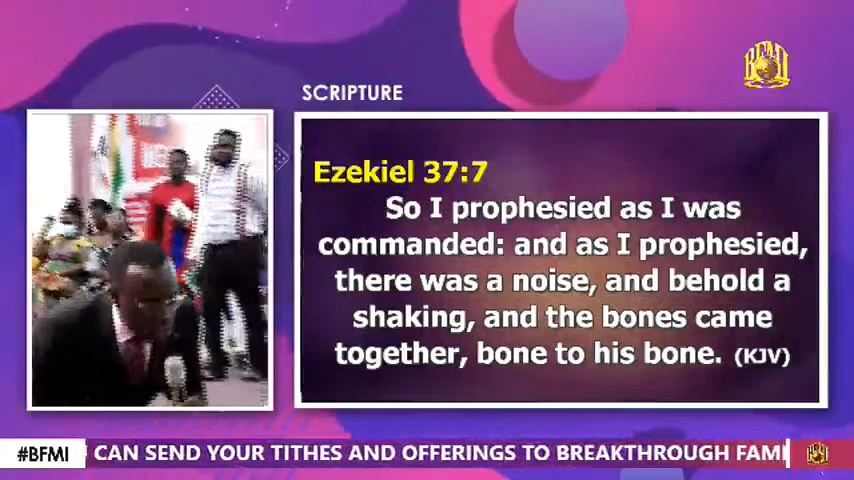 SCRIPTURE
BFMI
Ezekiel 37:7
So I prophesied as I was
commanded: and as I prophesied,
there was a noise, and behold a
shaking, and the bones came
together, bone to his bone. (KJV)
#BFMI
CAN SEND YOUR TITHES AND OFFERINGS TO BREAKTHROUGH FAMI